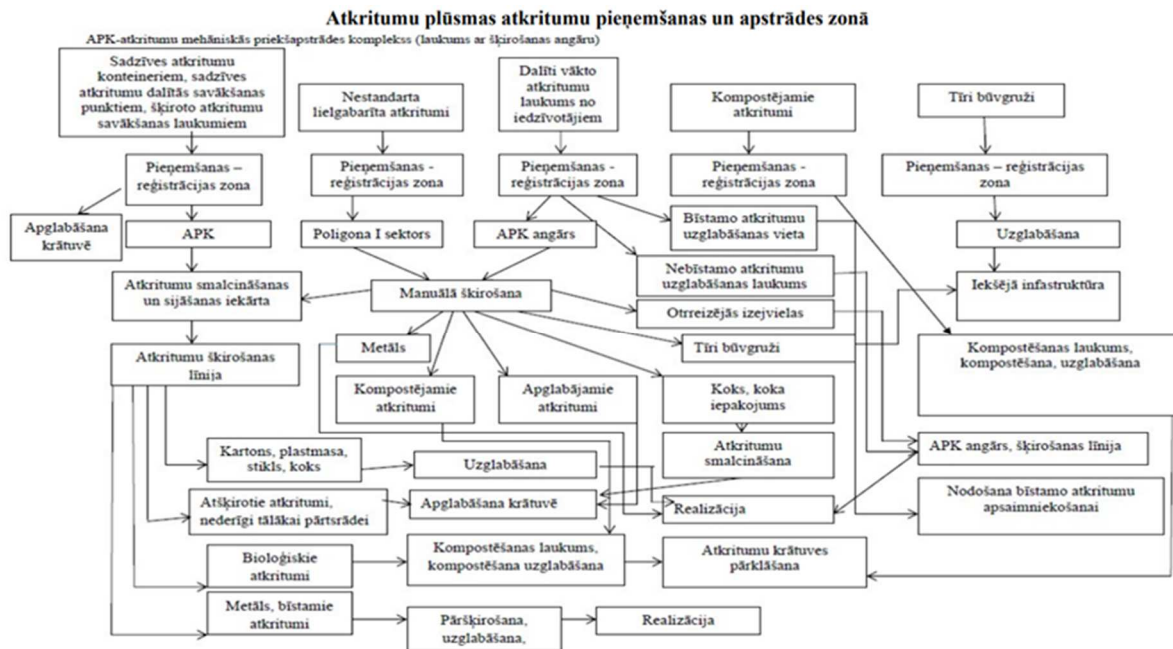 Atkritumu plūsmas atkritumu pieņemšanas un apstrādes zonā
APK-atkritumu mehāniskās priekšapstrādes komplekss (laukums ar šķirošanas angāru)
Sadzīves atkritumu
konteineriem, sadzīves
atkritumu dalītās savākšanas
punktiem, šķiroto atkritumu
savākšanas laukumiem
Nestandarta
lielgabarīta atkritumi
Dalīti vākto
atkritumu
laukums no
iedzīvotājiem
Kompostējamie
atkritumi
Tīri būvgruži
Pieņemšanas –
reģistrācijas zona
Pieņemšanas -
reģistrācijas zona
Pieņemšanas
- reģistrācijas zona
Pieņemšanas -
reģistrācijas zona
Pieņemšanas – reģistrācijas
zona
Apglabāšana
krātuvē
APK
Poligona I sektors
APK angārs
Bīstamo atkritumu
uzglabāšanas vieta
Uzglabāšana
Atkritumu smalcināšanas
un sijāšanas iekārta
Manuālā škirošana
Nebīstamo atkritumu
uzglabāšanas laukums
Iekšējā infastruktūra
Otrreizējās izejvielas
Atkritumu škirošanas
līnija
Metāls
Tīri būvgruži
Kompostēšanas laukums,
kompostēšana, uzglabāšana
Kompostējamie
atkritumi
Apglabājamie
atkritumi
Koks, koka
iepakojums
Kartons, plastmasa,
stikls, koks
Uzglabāšana
Atkritumu
smalcināšana
APK angārs, šķirošanas līnija
Atšķirotie atkritumi,
nederīgi tālākai pārtsrādei
Apglabāšana krātuvē
Realizācija
Nodošana bīstamo atkritumu
apsaimniekošanai
Bioloģiskie
atkritumi
Kompostēšanas laukums,
kompostēšana uzglabāšana
Atkritumu krātuves
pārklāšana
Metāls, bīstamie
atkritumi
Pāršķirošana,
uzglabāšana,
Realizācija